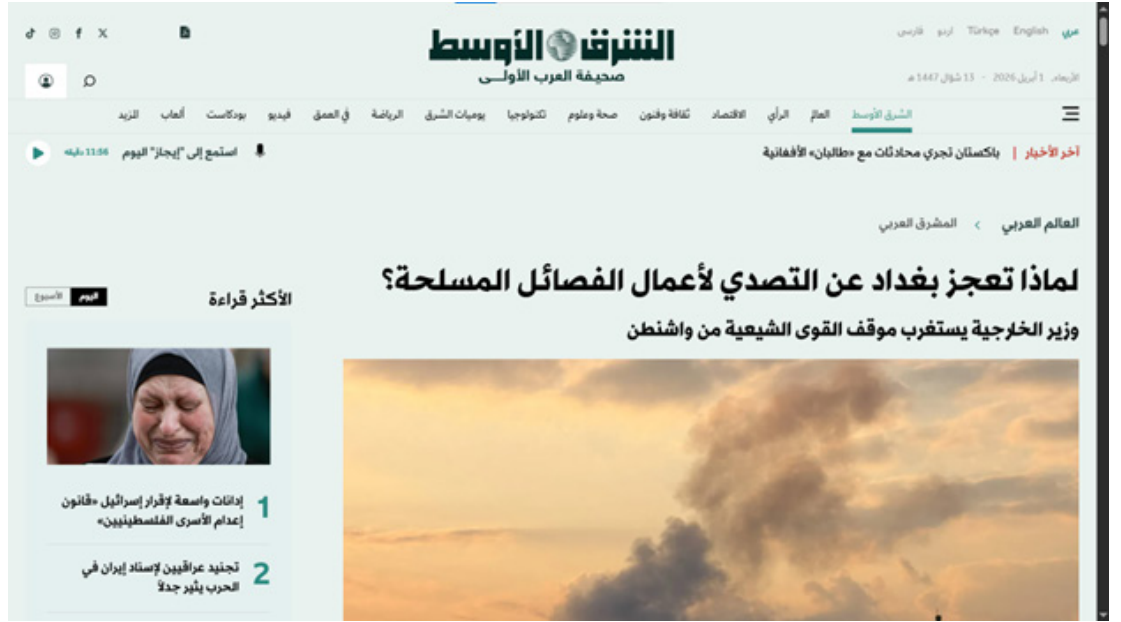 عربي English Türkçe اردو فارسى
الشرق الأوسط
صحيفة العرب الأولى
الأربعاء, 1 أبريل 2026 - 13 شوّال 1447 هـ
الشرق الأوسط العالم الرأي الاقتصاد ثقافة وفنون صحة وعلوم تكنولوجيا يوميات الشرق الرياضة في العمق فيديو بودكاست ألعاب المزيد
آخر الأخبار | باكستان تجري محادثات مع «طالبان» الأفغانية
استمع إلى "إيجاز" اليوم 11:56 دقيقه
العالم العربي > المشرق العربي
لماذا تعجز بغداد عن التصدي لأعمال الفصائل المسلحة؟
وزير الخارجية يستغرب موقف القوى الشيعية من واشنطن
الأكثر قراءة
اليوم الأسبوع
1 إدانات واسعة لإقرار إسرائيل «قانون
إعدام الأسرى الفلسطينيين»
2 تجنيد عراقيين لإسناد إيران في
الحرب يثير جدلاً